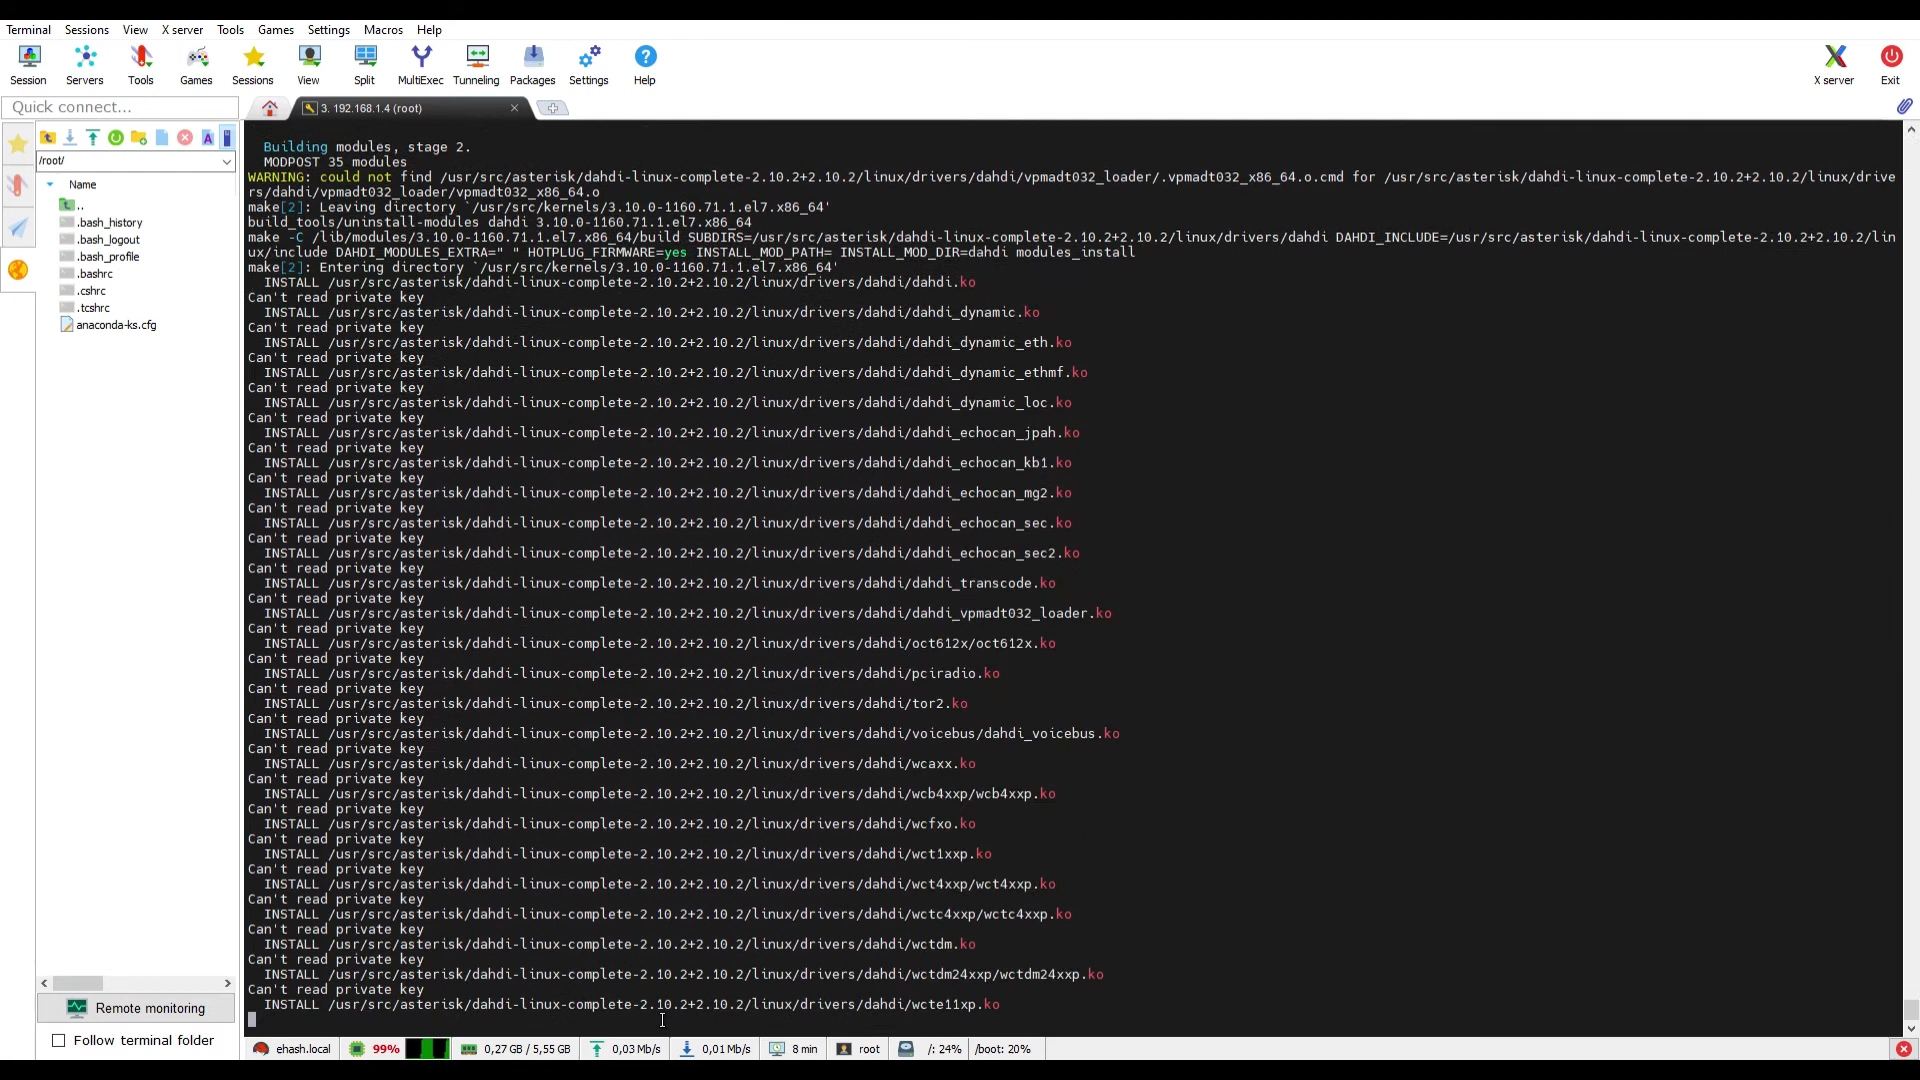 Terminal Sessions View X server Tools Games Settings Macros Help
Session Servers Tools Games Sessions View Split MultiExec Tunneling Packages Settings Help X server Exit
Quick connect...
3. 192.168.1.4 (root)
/root/
Name
..
.bash_history
.bash_logout
.bash_profile
.bashrc
.cshrc
.tcshrc
anaconda-ks.cfg
Remote monitoring
Follow terminal folder
Building modules, stage 2.
MODPOST 35 modules
WARNING: could not find /usr/src/asterisk/dahdi-linux-complete-2.10.2+2.10.2/linux/drivers/dahdi/vpmadt032_loader/.vpmadt032_x86_64.o.cmd for /usr/src/asterisk/dahdi-linux-complete-2.10.2+2.10.2/linux/drive
rs/dahdi/vpmadt032_loader/vpmadt032_x86_64.o
make[2]: Leaving directory `/usr/src/kernels/3.10.0-1160.71.1.el7.x86_64'
build_tools/uninstall-modules dahdi 3.10.0-1160.71.1.el7.x86_64
make -C /lib/modules/3.10.0-1160.71.1.el7.x86_64/build SUBDIRS=/usr/src/asterisk/dahdi-linux-complete-2.10.2+2.10.2/linux/drivers/dahdi DAHDI_INCLUDE=/usr/src/asterisk/dahdi-linux-complete-2.10.2+2.10.2/lin
ux/include DAHDI_MODULES_EXTRA=" " HOTPLUG_FIRMWARE=yes INSTALL_MOD_PATH= INSTALL_MOD_DIR=dahdi modules_install
make[2]: Entering directory `/usr/src/kernels/3.10.0-1160.71.1.el7.x86_64'
INSTALL /usr/src/asterisk/dahdi-linux-complete-2.10.2+2.10.2/linux/drivers/dahdi/dahdi.ko
Can't read private key
INSTALL /usr/src/asterisk/dahdi-linux-complete-2.10.2+2.10.2/linux/drivers/dahdi/dahdi_dynamic.ko
Can't read private key
INSTALL /usr/src/asterisk/dahdi-linux-complete-2.10.2+2.10.2/linux/drivers/dahdi/dahdi_dynamic_eth.ko
Can't read private key
INSTALL /usr/src/asterisk/dahdi-linux-complete-2.10.2+2.10.2/linux/drivers/dahdi/dahdi_dynamic_ethmf.ko
Can't read private key
INSTALL /usr/src/asterisk/dahdi-linux-complete-2.10.2+2.10.2/linux/drivers/dahdi/dahdi_dynamic_loc.ko
Can't read private key
INSTALL /usr/src/asterisk/dahdi-linux-complete-2.10.2+2.10.2/linux/drivers/dahdi/dahdi_echocan_jpah.ko
Can't read private key
INSTALL /usr/src/asterisk/dahdi-linux-complete-2.10.2+2.10.2/linux/drivers/dahdi/dahdi_echocan_kb1.ko
Can't read private key
INSTALL /usr/src/asterisk/dahdi-linux-complete-2.10.2+2.10.2/linux/drivers/dahdi/dahdi_echocan_mg2.ko
Can't read private key
INSTALL /usr/src/asterisk/dahdi-linux-complete-2.10.2+2.10.2/linux/drivers/dahdi/dahdi_echocan_sec.ko
Can't read private key
INSTALL /usr/src/asterisk/dahdi-linux-complete-2.10.2+2.10.2/linux/drivers/dahdi/dahdi_echocan_sec2.ko
Can't read private key
INSTALL /usr/src/asterisk/dahdi-linux-complete-2.10.2+2.10.2/linux/drivers/dahdi/dahdi_transcode.ko
Can't read private key
INSTALL /usr/src/asterisk/dahdi-linux-complete-2.10.2+2.10.2/linux/drivers/dahdi/dahdi_vpmadt032_loader.ko
Can't read private key
INSTALL /usr/src/asterisk/dahdi-linux-complete-2.10.2+2.10.2/linux/drivers/dahdi/oct612x/oct612x.ko
Can't read private key
INSTALL /usr/src/asterisk/dahdi-linux-complete-2.10.2+2.10.2/linux/drivers/dahdi/pciradio.ko
Can't read private key
INSTALL /usr/src/asterisk/dahdi-linux-complete-2.10.2+2.10.2/linux/drivers/dahdi/tor2.ko
Can't read private key
INSTALL /usr/src/asterisk/dahdi-linux-complete-2.10.2+2.10.2/linux/drivers/dahdi/voicebus/dahdi_voicebus.ko
Can't read private key
INSTALL /usr/src/asterisk/dahdi-linux-complete-2.10.2+2.10.2/linux/drivers/dahdi/wcaxx.ko
Can't read private key
INSTALL /usr/src/asterisk/dahdi-linux-complete-2.10.2+2.10.2/linux/drivers/dahdi/wcb4xxp/wcb4xxp.ko
Can't read private key
INSTALL /usr/src/asterisk/dahdi-linux-complete-2.10.2+2.10.2/linux/drivers/dahdi/wcfxo.ko
Can't read private key
INSTALL /usr/src/asterisk/dahdi-linux-complete-2.10.2+2.10.2/linux/drivers/dahdi/wct1xxp.ko
Can't read private key
INSTALL /usr/src/asterisk/dahdi-linux-complete-2.10.2+2.10.2/linux/drivers/dahdi/wct4xxp/wct4xxp.ko
Can't read private key
INSTALL /usr/src/asterisk/dahdi-linux-complete-2.10.2+2.10.2/linux/drivers/dahdi/wctc4xxp/wctc4xxp.ko
Can't read private key
INSTALL /usr/src/asterisk/dahdi-linux-complete-2.10.2+2.10.2/linux/drivers/dahdi/wctdm.ko
Can't read private key
INSTALL /usr/src/asterisk/dahdi-linux-complete-2.10.2+2.10.2/linux/drivers/dahdi/wctdm24xxp/wctdm24xxp.ko
Can't read private key
INSTALL /usr/src/asterisk/dahdi-linux-complete-2.10.2+2.10.2/linux/drivers/dahdi/wcte11xp.ko
ehash.local 99% 0,27 GB / 5,55 GB 0,03 Mb/s 0,01 Mb/s 8 min root /: 24% /boot: 20%